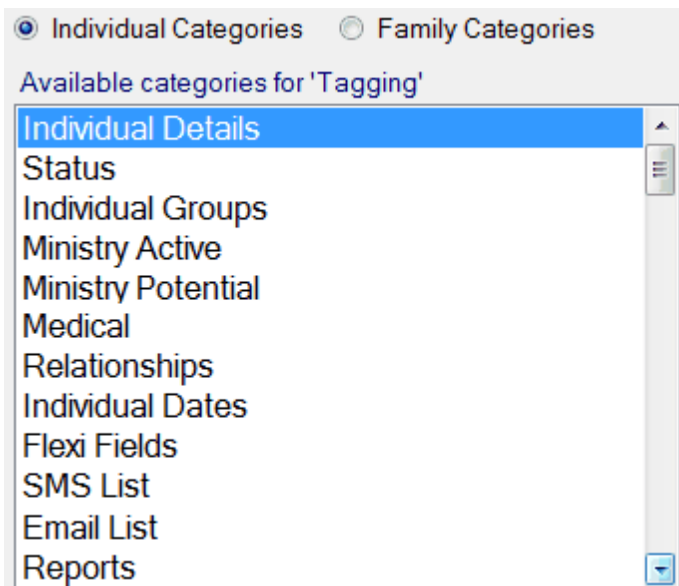 Individual Categories Family Categories
Available categories for 'Tagging'
Individual Details
Status
Individual Groups
Ministry Active
Ministry Potential
Medical
Relationships
Individual Dates
Flexi Fields
SMS List
Email List
Reports